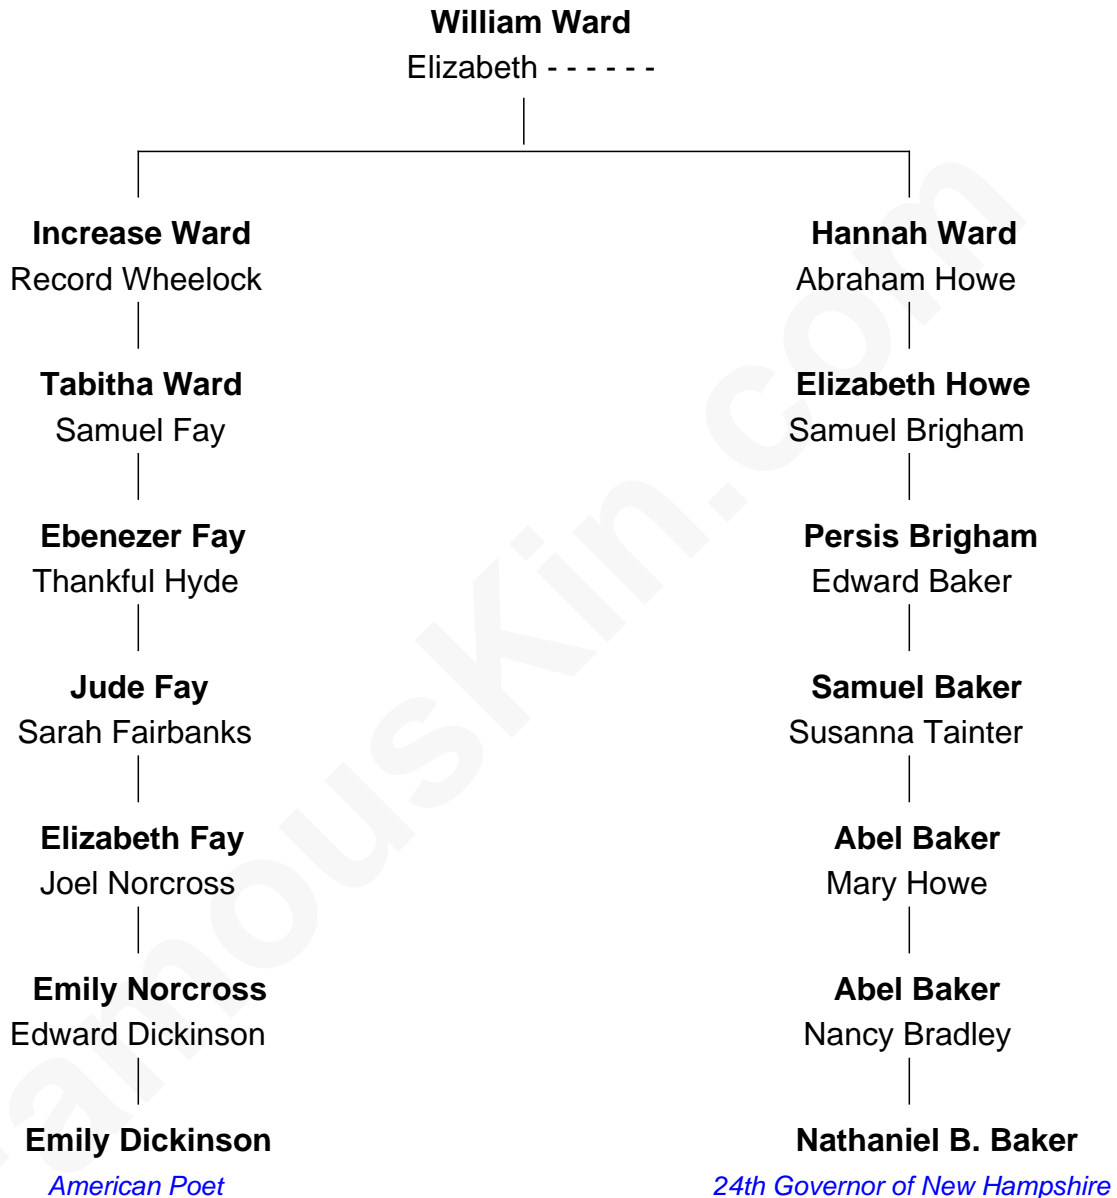 William Ward
Elizabeth - - - - - -
Increase Ward
Record Wheelock
Hannah Ward
Abraham Howe
Tabitha Ward
Samuel Fay
Elizabeth Howe
Samuel Brigham
Ebenezer Fay
Thankful Hyde
Persis Brigham
Edward Baker
Jude Fay
Sarah Fairbanks
Samuel Baker
Susanna Tainter
Elizabeth Fay
Joel Norcross
Abel Baker
Mary Howe
Emily Norcross
Edward Dickinson
Abel Baker
Nancy Bradley
Emily Dickinson
American Poet
Nathaniel B. Baker
24th Governor of New Hampshire
amousKin.com